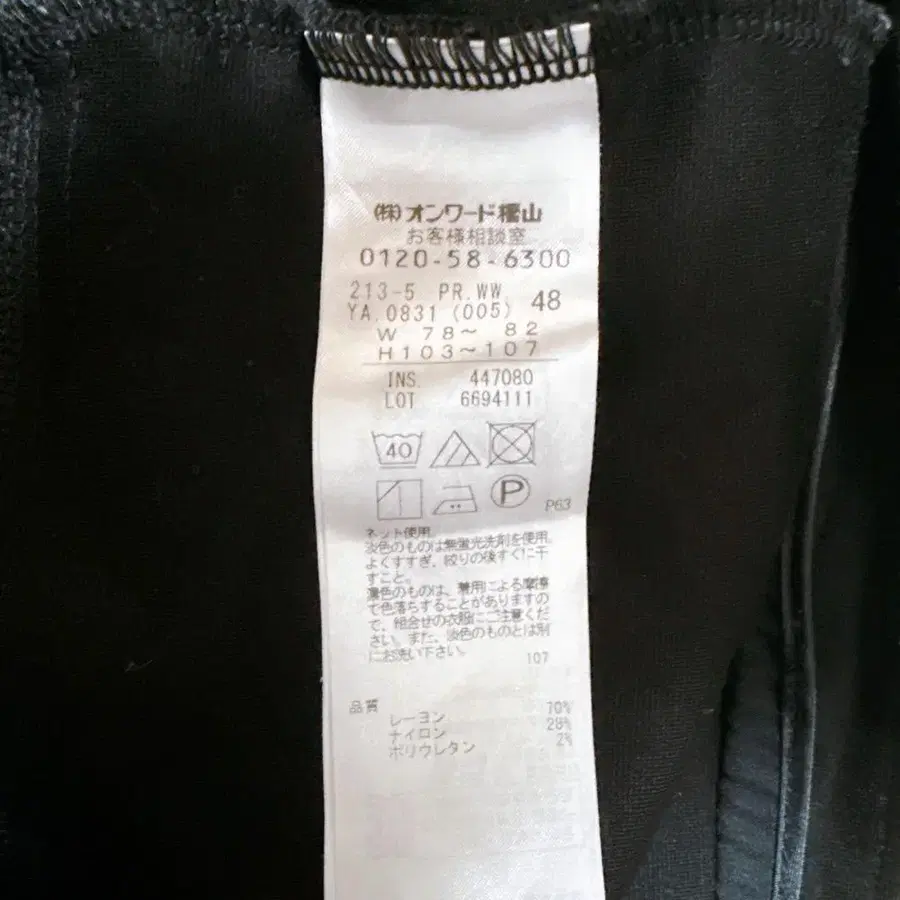 ㈱オンワード樫山
お客様相談室
0120-58-6300
213-5 PR.WW
YA.0831 (005) 48
W 78～ 82
H103～107
INS. 447080
LOT 6694111
40
P
P63
ネット使用。
淡色のものは無蛍光洗剤を使用。
よくすすぎ、絞りの後すぐに干
すこと。
濃色のものは、着用による摩擦
で色落ちすることがありますの
で、組合せの衣服にご注意くだ
さい。また、淡色のものとは別
にお洗い下さい。
107
品質
レーヨン 70%
ナイロン 28%
ポリウレタン 2%